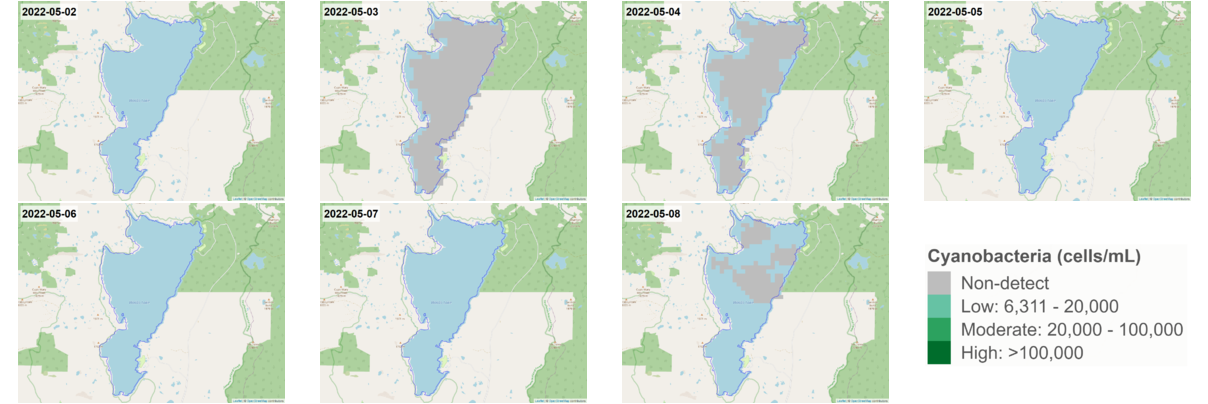 2022-05-02
2022-05-03
2022-05-04
2022-05-05
2022-05-06
2022-05-07
2022-05-08
Cyanobacteria (cells/mL)
Non-detect
Low: 6,311 - 20,000
Moderate: 20,000 - 100,000
High: >100,000